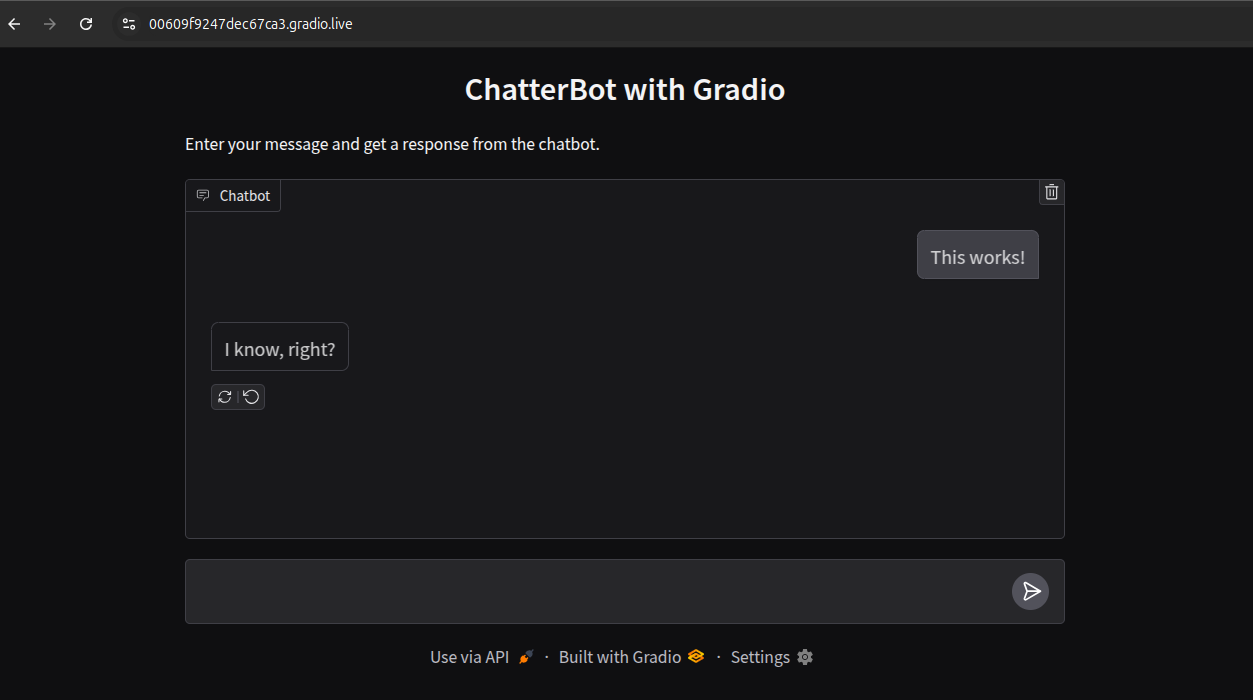 00609f9247dec67ca3.gradio.live
ChatterBot with Gradio
Enter your message and get a response from the chatbot.
Chatbot
This works!
I know, right?
Use via API · Built with Gradio · Settings